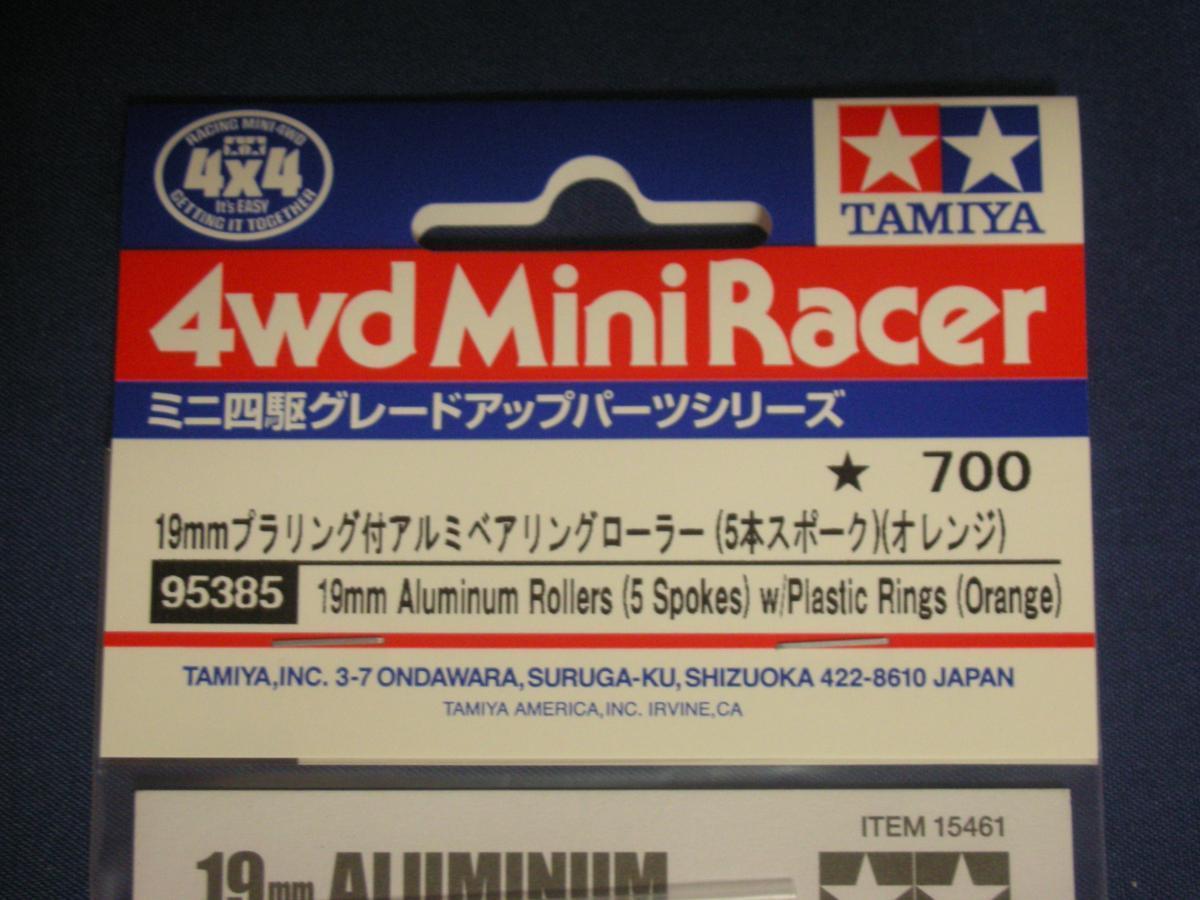 RACING MINI 4WD
4x4
It's EASY
GETTING IT TOGETHER
TAMIYA
4wd Mini Racer
ミニ四駆グレードアップパーツシリーズ
★ 700
19mmプラリング付アルミベアリングローラー (5本スポーク)(オレンジ)
95385 19mm Aluminum Rollers (5 Spokes) w/Plastic Rings (Orange)
TAMIYA,INC. 3-7 ONDAWARA, SURUGA-KU, SHIZUOKA 422-8610 JAPAN
TAMIYA AMERICA, INC. IRVINE, CA
ITEM 15461
19mm ALUMINUM